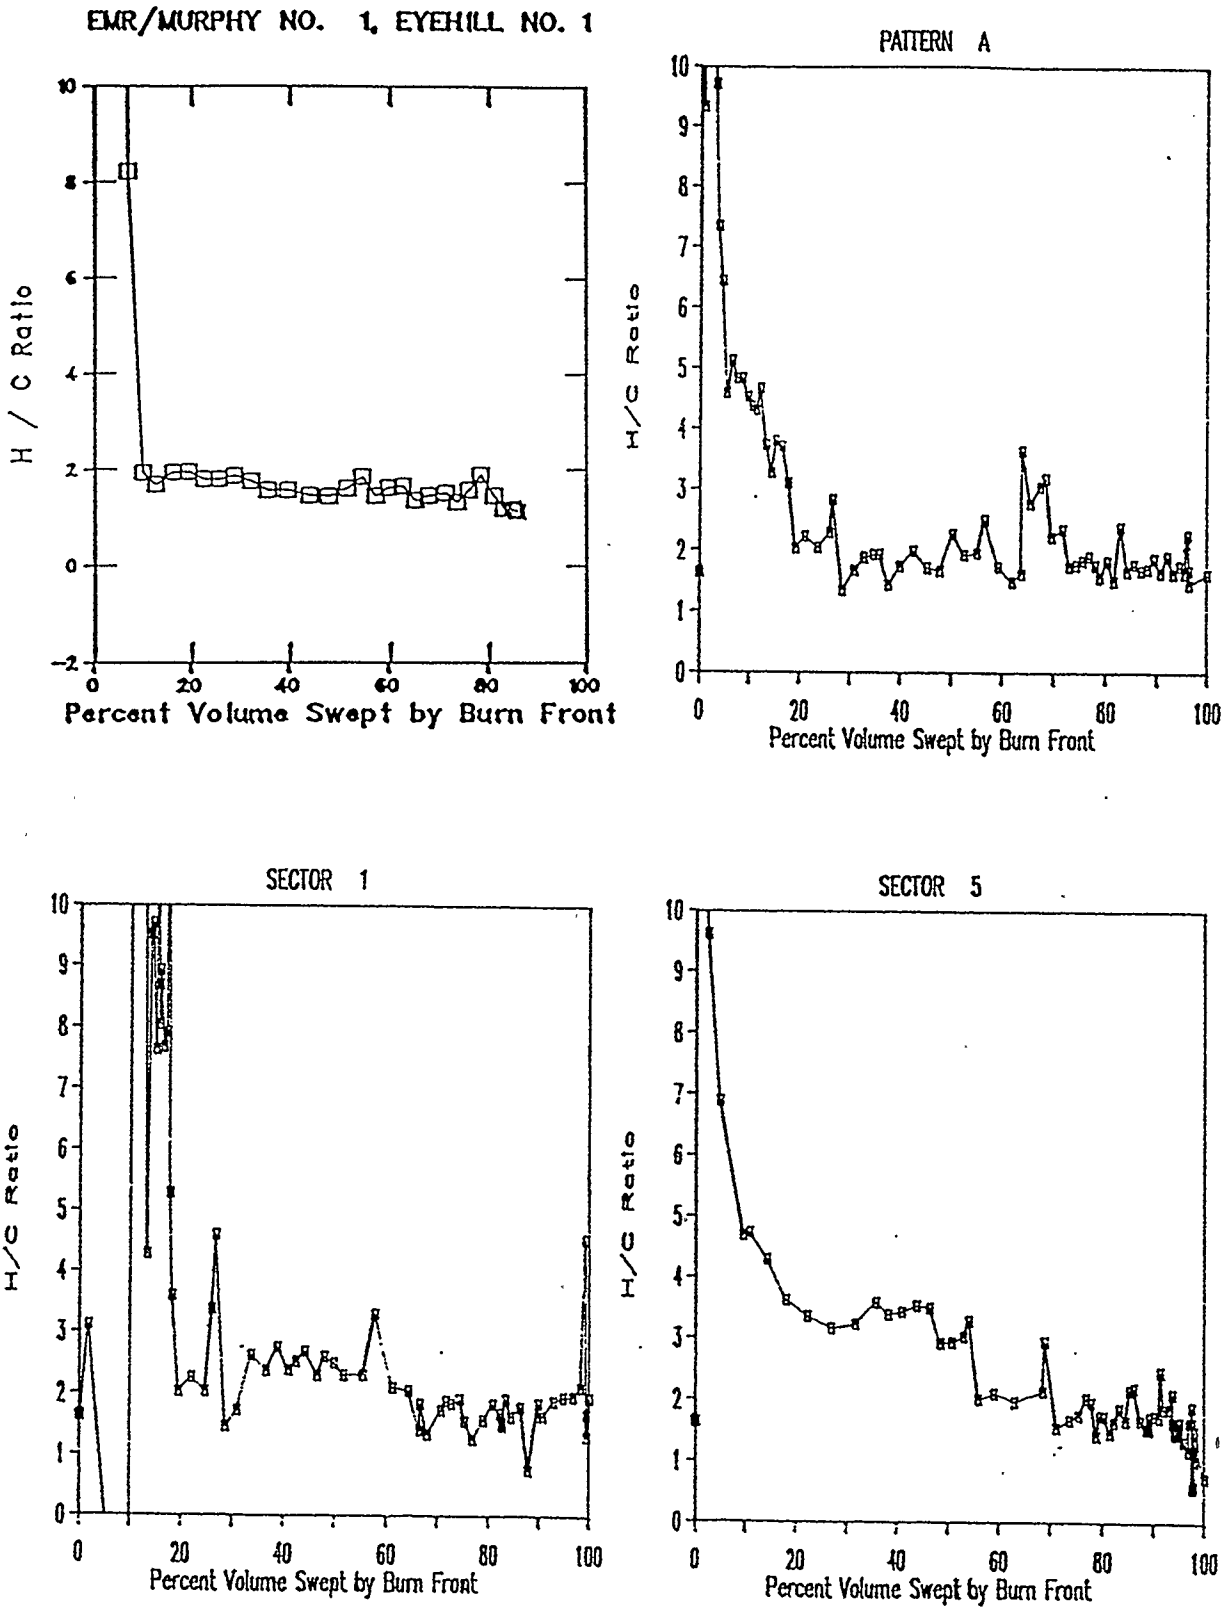 EMR/MURPHY NO. 1, EYEHILL NO. 1
10
8
6
4
2
0
-2
H / C Ratio
0 20 40 60 80 100
Percent Volume Swept by Burn Front
PATTERN A
10
9
8
7
6
5
4
3
2
1
0
H/C Ratio
0 20 40 60 80 100
Percent Volume Swept by Burn Front
SECTOR 1
10
9
8
7
6
5
4
3
2
1
0
H/C Ratio
0 20 40 60 80 100
Percent Volume Swept by Burn Front
SECTOR 5
10
9
8
7
6
5
4
3
2
1
0
H/C Ratio
0 20 40 60 80 100
Percent Volume Swept by Burn Front